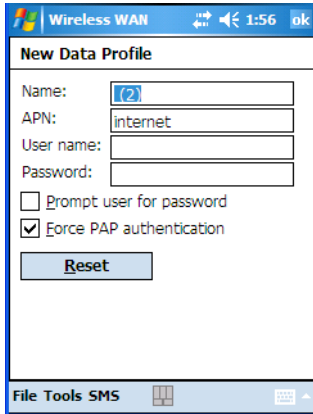 Wireless WAN 1:56 ok
New Data Profile
Name: (2)
APN: internet
User name:
Password:
Prompt user for password
Force PAP authentication
Reset
File Tools SMS